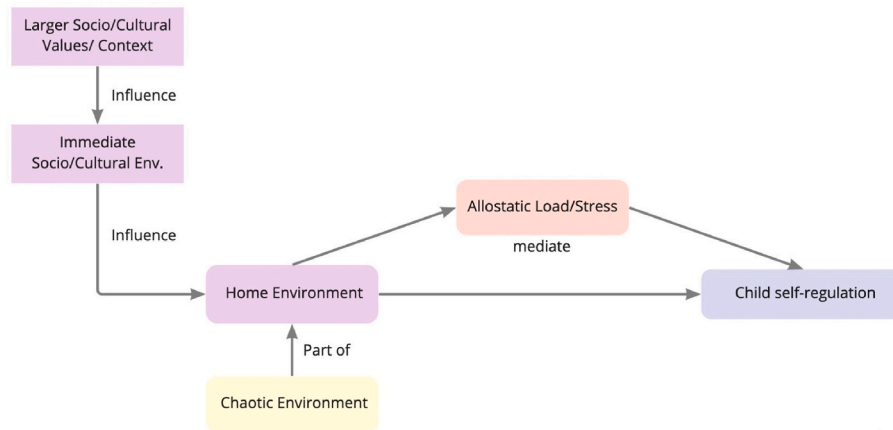 Larger Socio/Cultural
Values/ Context
Influence
Immediate
Socio/Cultural Env.
Influence
Allostatic Load/Stress
mediate
Home Environment
Child self-regulation
Part of
Chaotic Environment